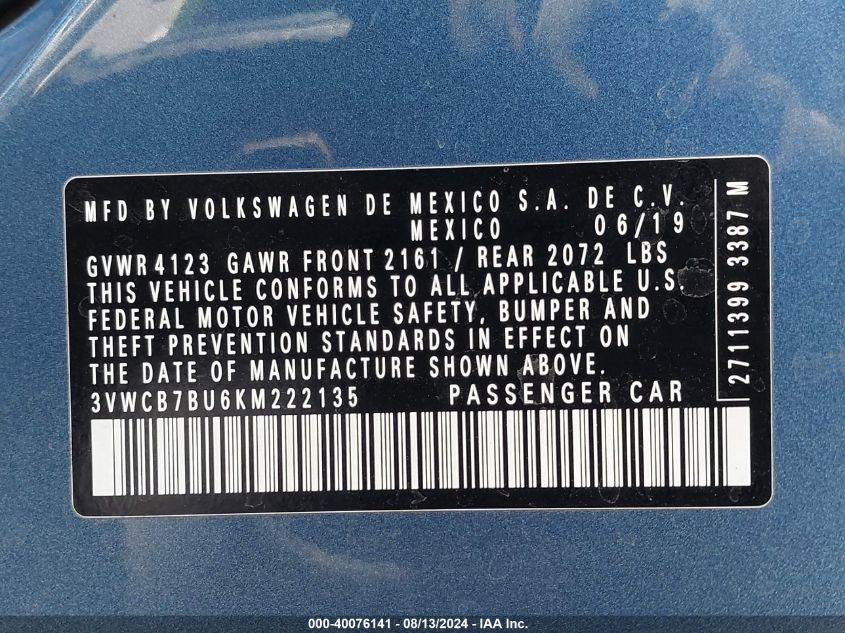 MFD BY VOLKSWAGEN DE MEXICO S.A. DE C.V.
MEXICO 06/19
GVWR 4123 GAWR FRONT 2161 / REAR 2072 LBS
THIS VEHICLE CONFORMS TO ALL APPLICABLE U.S.
FEDERAL MOTOR VEHICLE SAFETY, BUMPER AND
THEFT PREVENTION STANDARDS IN EFFECT ON
THE DATE OF MANUFACTURE SHOWN ABOVE.
3VWCB7BU6KM222135 PASSENGER CAR
2711399 3387 M
000-40076141 - 08/13/2024 - IAA Inc.